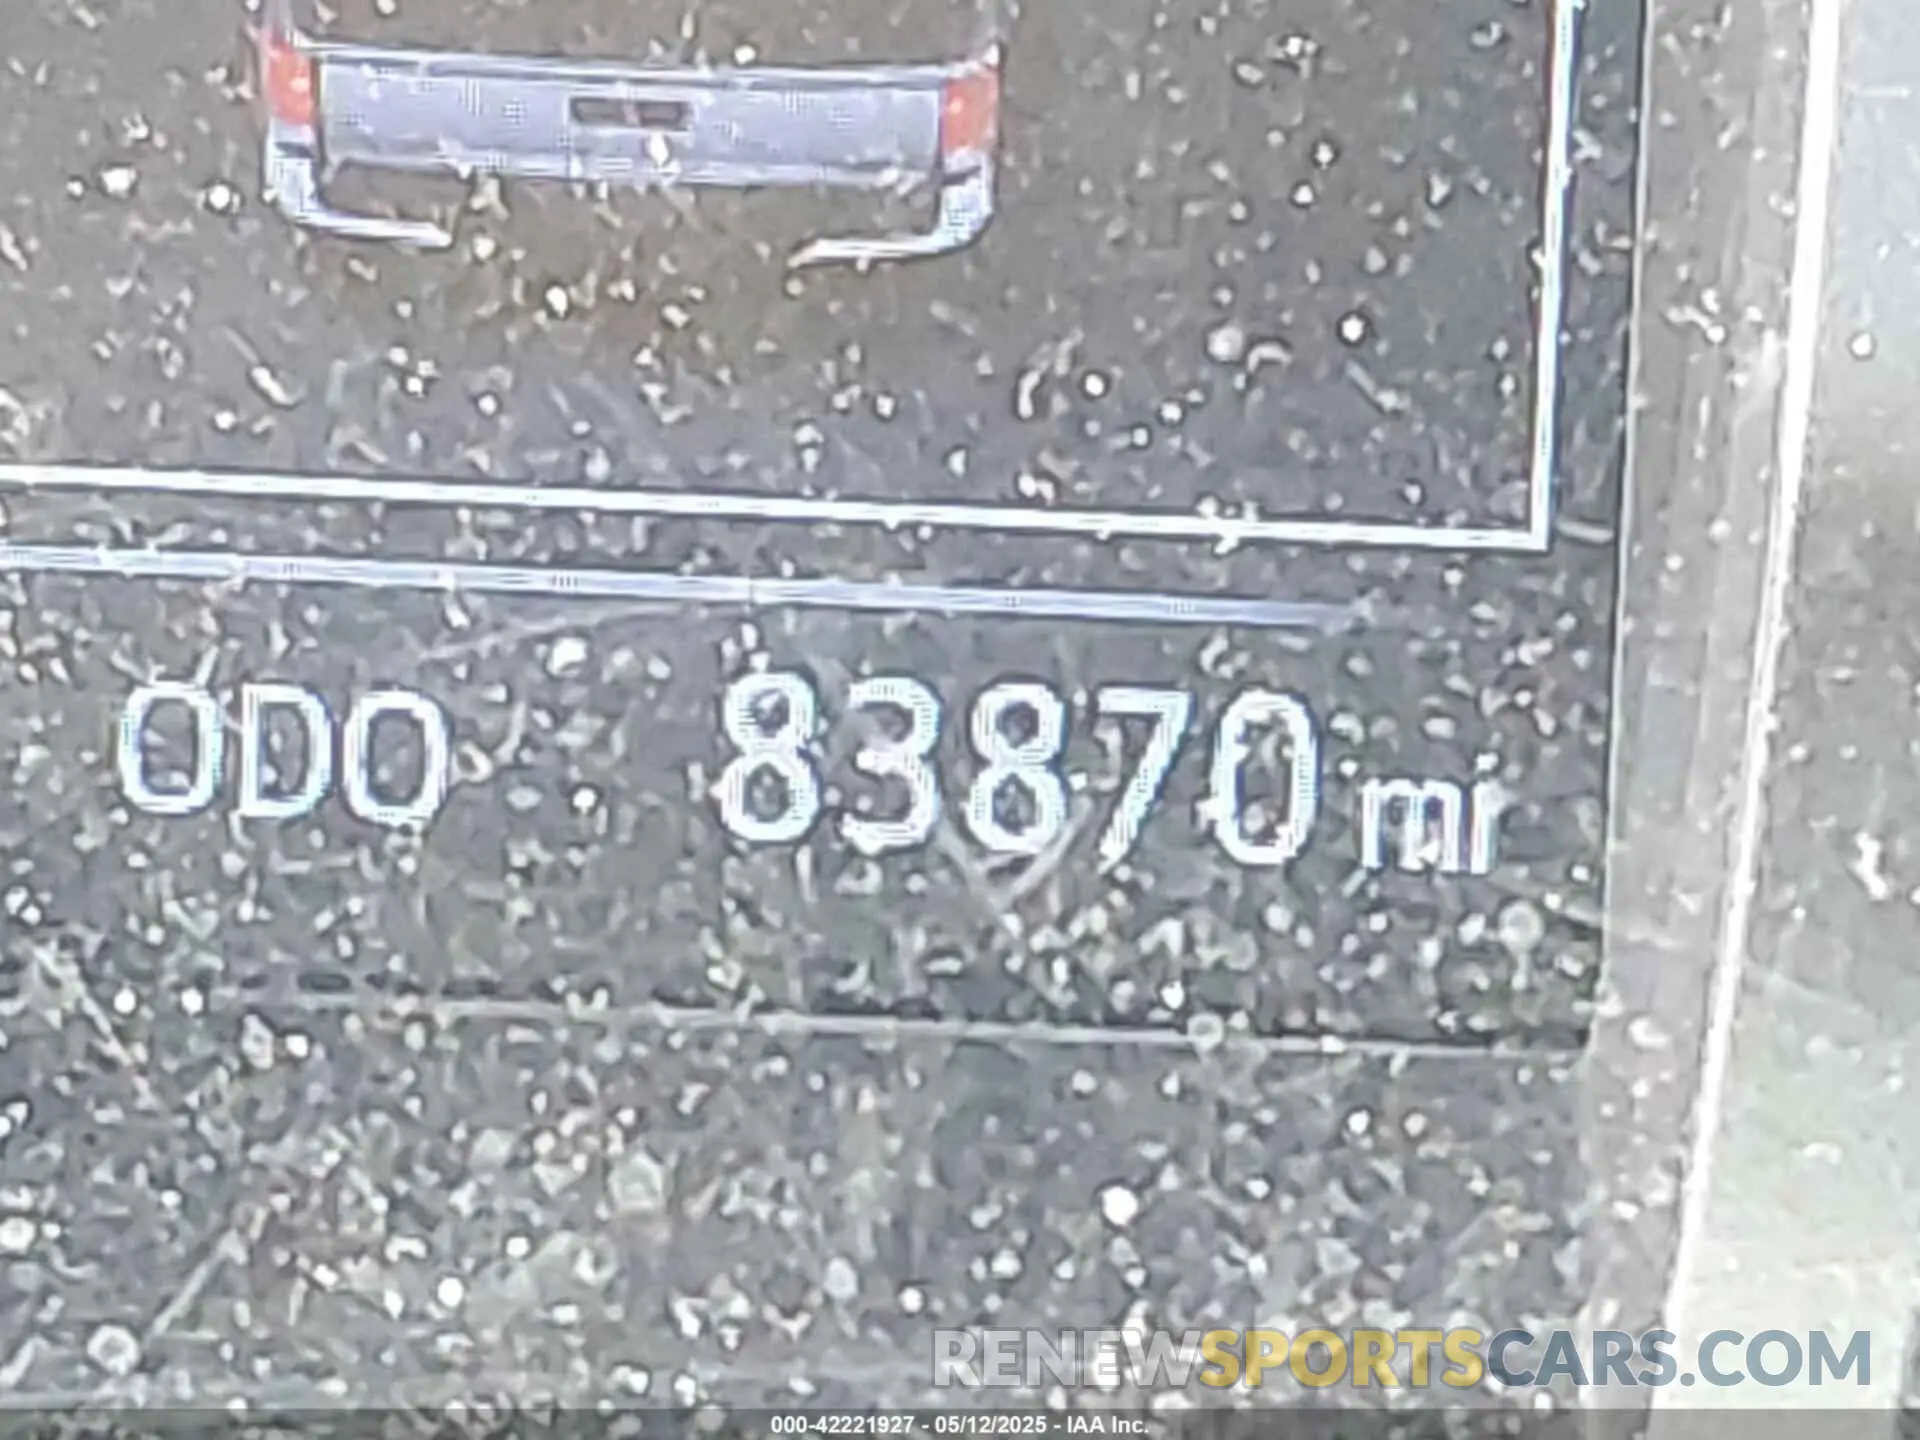 ODO 83870 mi
RENEWSPORTSCARS.COM
000-42221927 - 05/12/2025 - IAA Inc.